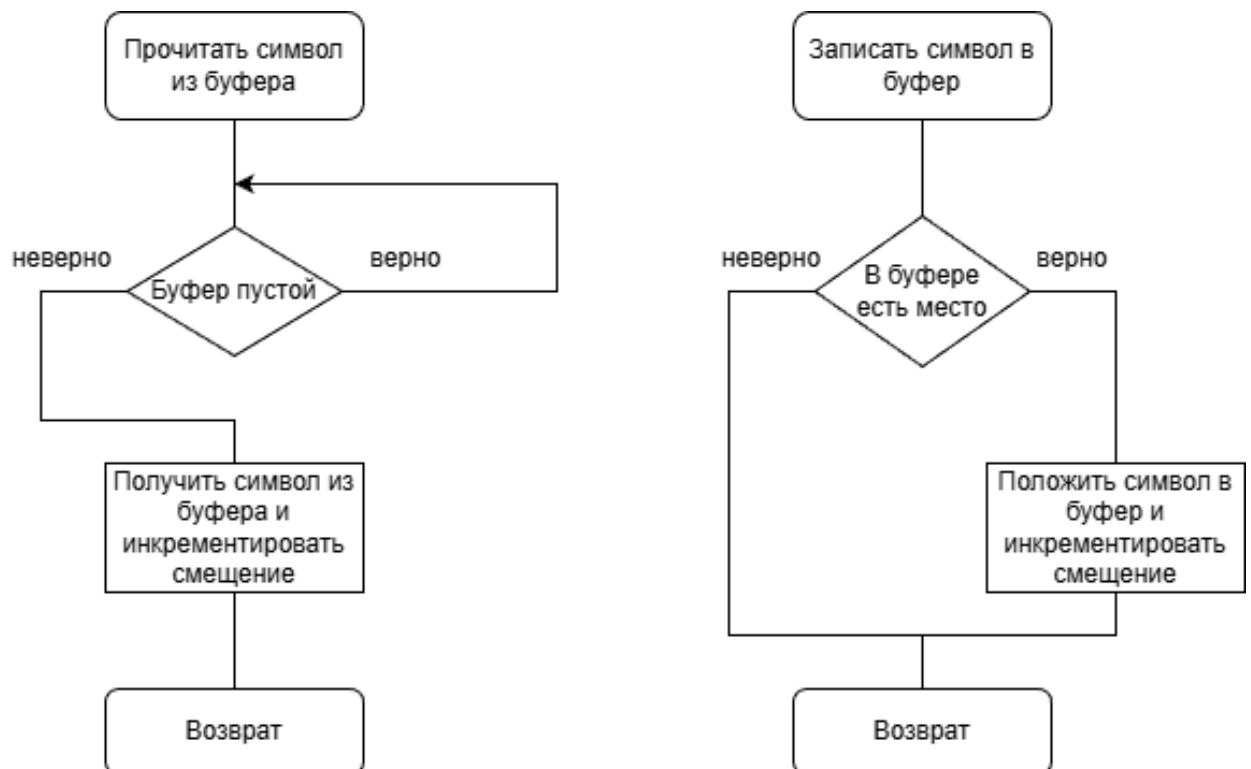 Прочитать символ
из буфера
неверно
верно
Буфер пустой
Получить символ из
буфера и
инкрементировать
смещение
Возврат
Записать символ в
буфер
неверно
верно
В буфере
есть место
Положить символ в
буфер и
инкрементировать
смещение
Возврат